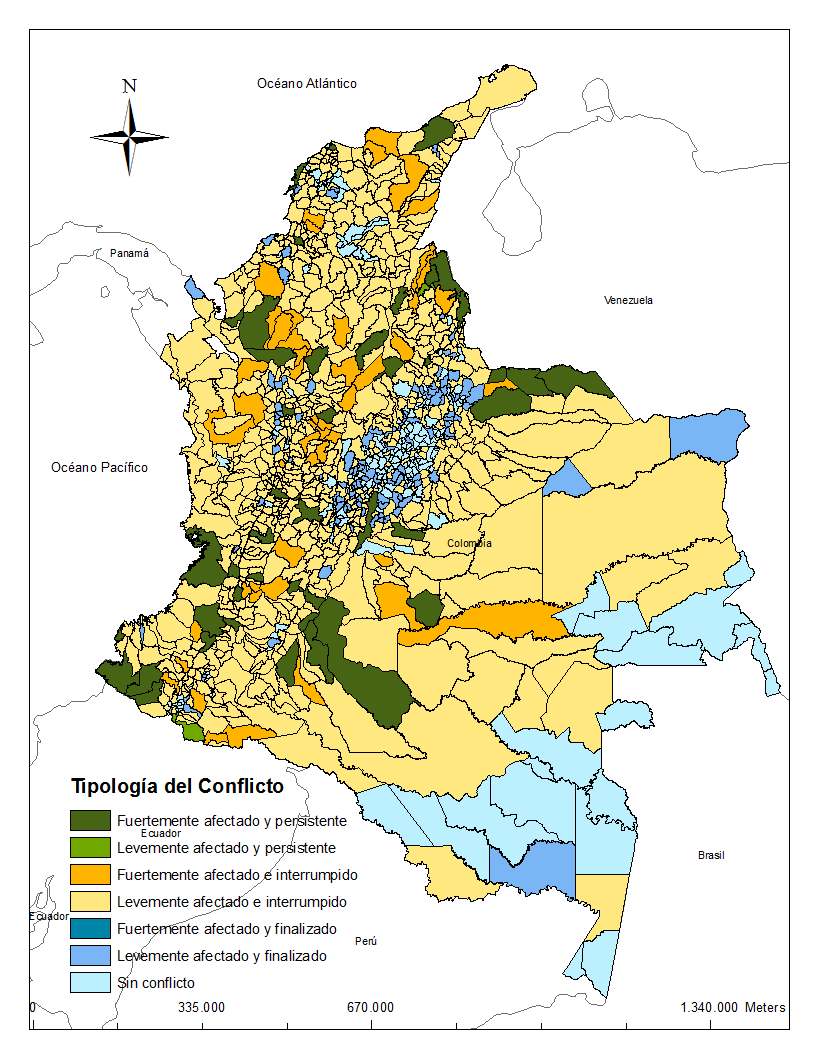 N
Océano Atlántico
Panamá
Venezuela
Océano Pacífico
Colombia
Tipología del Conflicto
Fuertemente afectado y persistente
Ecuador
Levemente afectado y persistente
Brasil
Fuertemente afectado e interrumpido
Levemente afectado e interrumpido
Ecuador
Fuertemente afectado y finalizado
Perú
Levemente afectado y finalizado
Sin conflicto
0 335.000 670.000 1.340.000 Meters